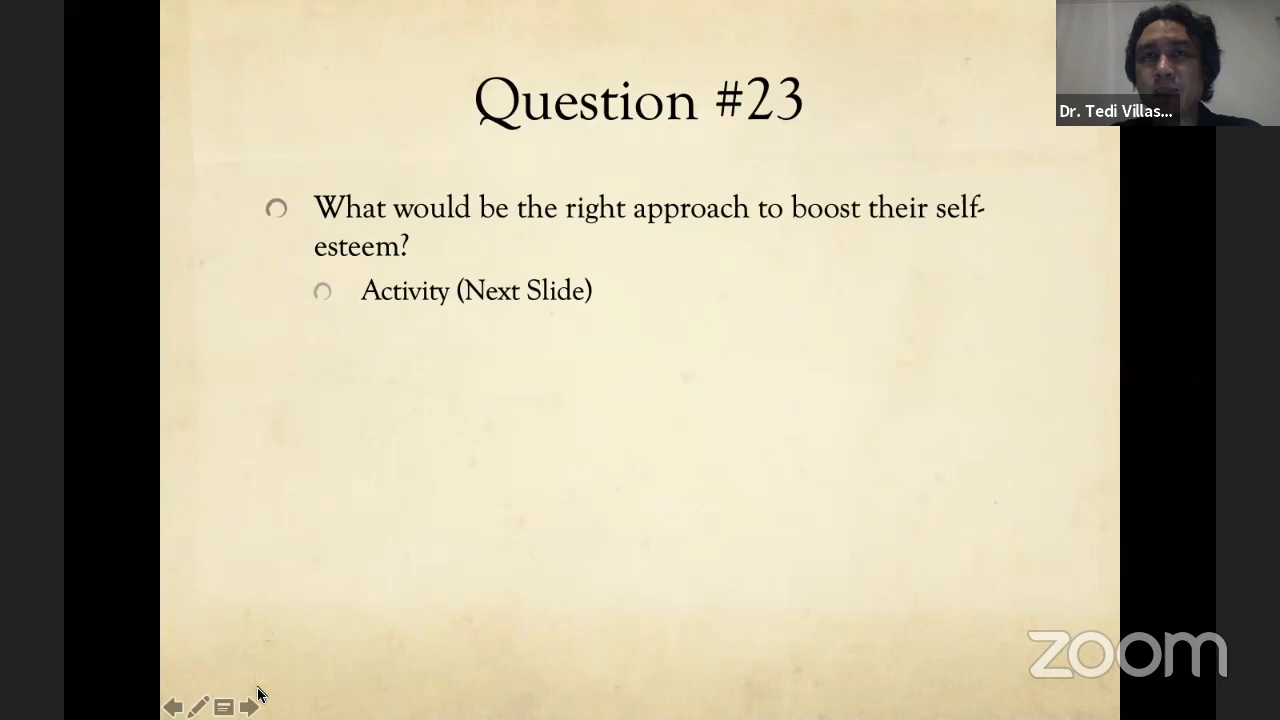 Question #23
Dr. Tedi Villas...
What would be the right approach to boost their self-
esteem?
Activity (Next Slide)
zoom